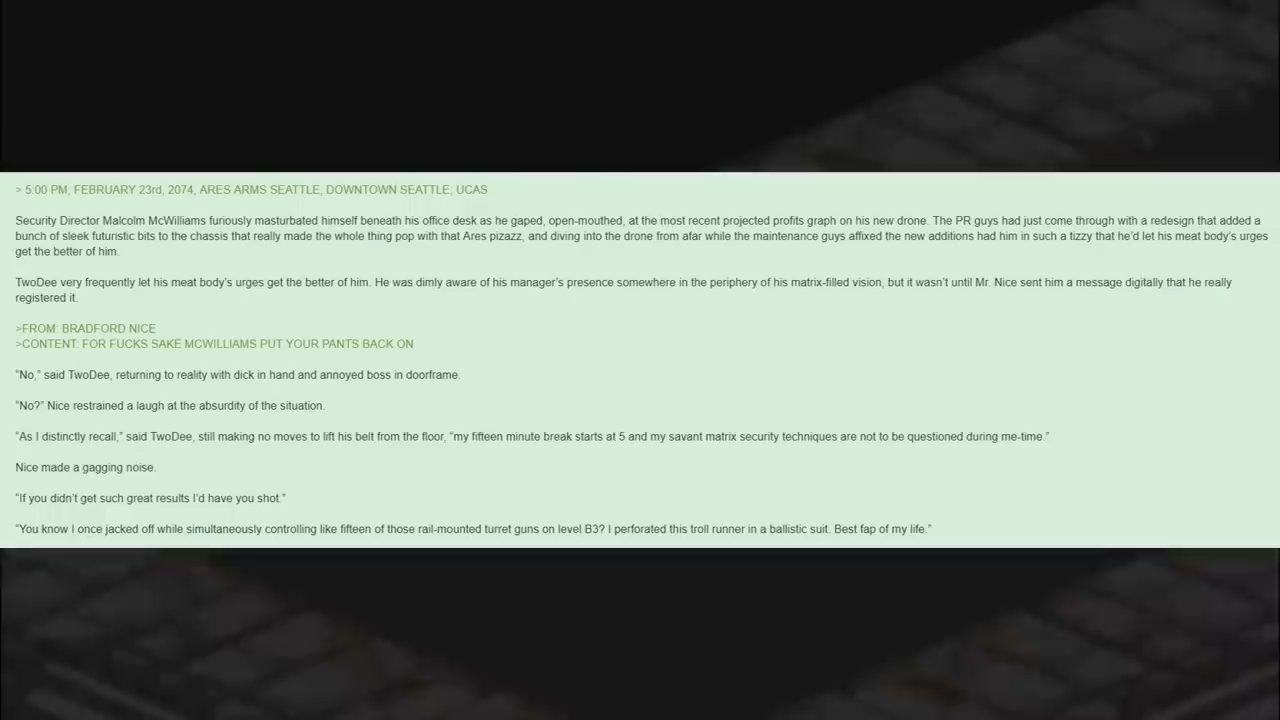 > 5:00 PM, FEBRUARY 23rd, 2074, ARES ARMS SEATTLE, DOWNTOWN SEATTLE, UCAS
Security Director Malcolm McWilliams furiously masturbated himself beneath his office desk as he gaped, open-mouthed, at the most recent projected profits graph on his new drone. The PR guys had just come through with a redesign that added a
bunch of sleek futuristic bits to the chassis that really made the whole thing pop with that Ares pizazz, and diving into the drone from afar while the maintenance guys affixed the new additions had him in such a tizzy that he'd let his meat body's urges
get the better of him.
TwoDee very frequently let his meat body's urges get the better of him. He was dimly aware of his manager's presence somewhere in the periphery of his matrix-filled vision, but it wasn't until Mr. Nice sent him a message digitally that he really
registered it.
>FROM: BRADFORD NICE
>CONTENT: FOR FUCKS SAKE MCWILLIAMS PUT YOUR PANTS BACK ON
"No," said TwoDee, returning to reality with dick in hand and annoyed boss in doorframe.
"No?" Nice restrained a laugh at the absurdity of the situation.
"As I distinctly recall," said TwoDee, still making no moves to lift his belt from the floor, "my fifteen minute break starts at 5 and my savant matrix security techniques are not to be questioned during me-time."
Nice made a gagging noise.
"If you didn't get such great results I'd have you shot."
"You know I once jacked off while simultaneously controlling like fifteen of those rail-mounted turret guns on level B3? I perforated this troll runner in a ballistic suit. Best fap of my life."